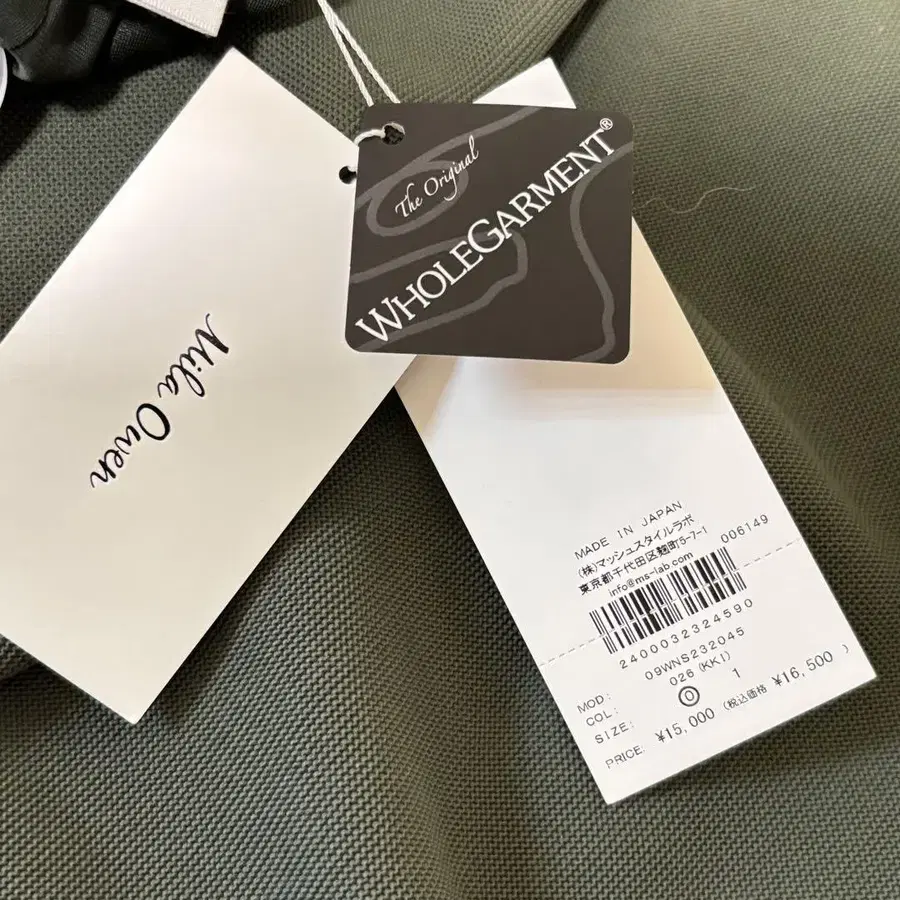 Mila Owen
The Original
WHOLEGARMENT®
MADE IN JAPAN
(株)マッシュスタイルラボ
東京都千代田区麹町5-7-1
info@ms-lab.com 006149
2400032324590
MOD: 09WNS232045
COL: 026(KKI)
SIZE: 0 1
PRICE: ¥15,000 (税込価格 ¥16,500 )